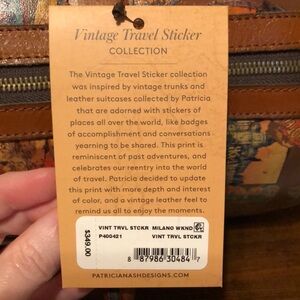 Vintage Travel Sticker
COLLECTION
The Vintage Travel Sticker collection
was inspired by vintage trunks and
leather suitcases collected by Patricia
that are adorned with stickers of
places all over the world, like badges
of accomplishment and conversations
yearning to be shared. This print is
reminiscent of past adventures, and
celebrates our reentry into the world
of travel. Patricia decided to update
this print with more depth and interest
of color, and a vintage leather feel to
remind us all to enjoy the moments.
$349.00
VINT TRVL STCKR MILANO WKND
P400421 VINT TRVL STCKR
8 87986 30484 7
PATRICIANASHDESIGNS.COM